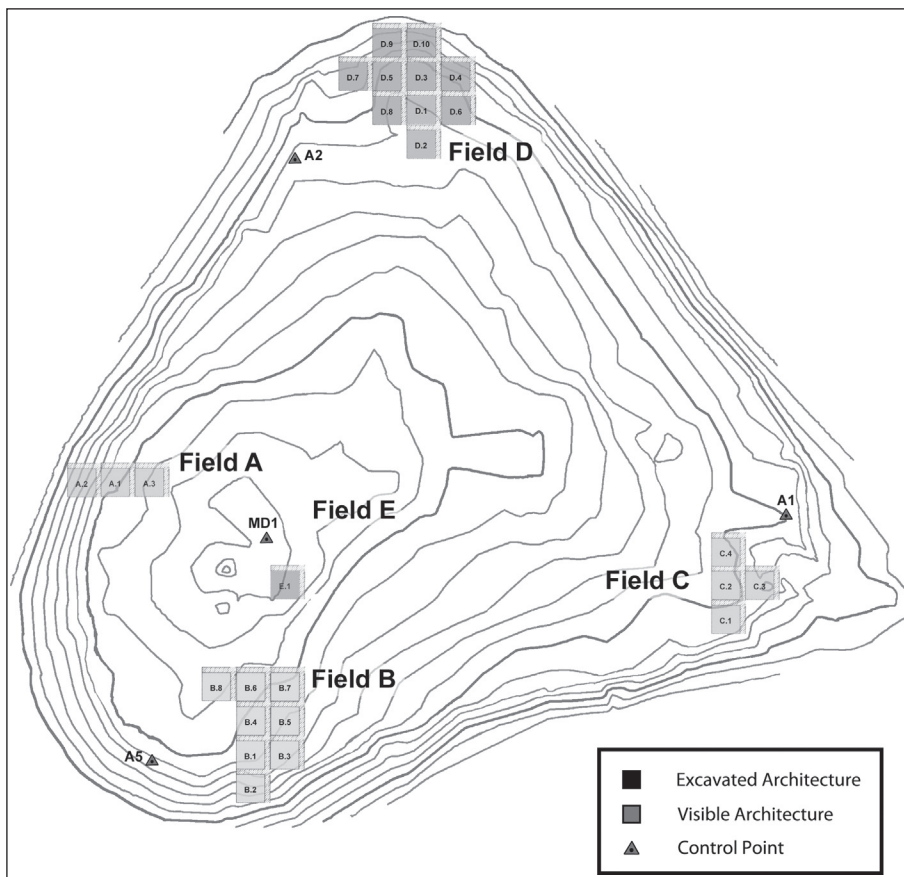 D.9 D.10
D.7 D.5 D.3 D.4
D.8 D.1 D.6
D.2
Field D
A2
Field A
A.2 A.1 A.3
MD1
Field E
E.1
A1
C.4
Field C
C.2 C.3
C.1
Field B
B.8 B.6 B.7
B.4 B.5
B.1 B.3
B.2
A5
Excavated Architecture
Visible Architecture
Control Point